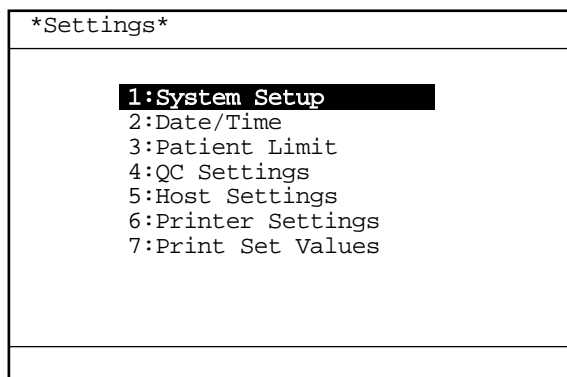 *Settings*
1:System Setup
2:Date/Time
3:Patient Limit
4:QC Settings
5:Host Settings
6:Printer Settings
7:Print Set Values